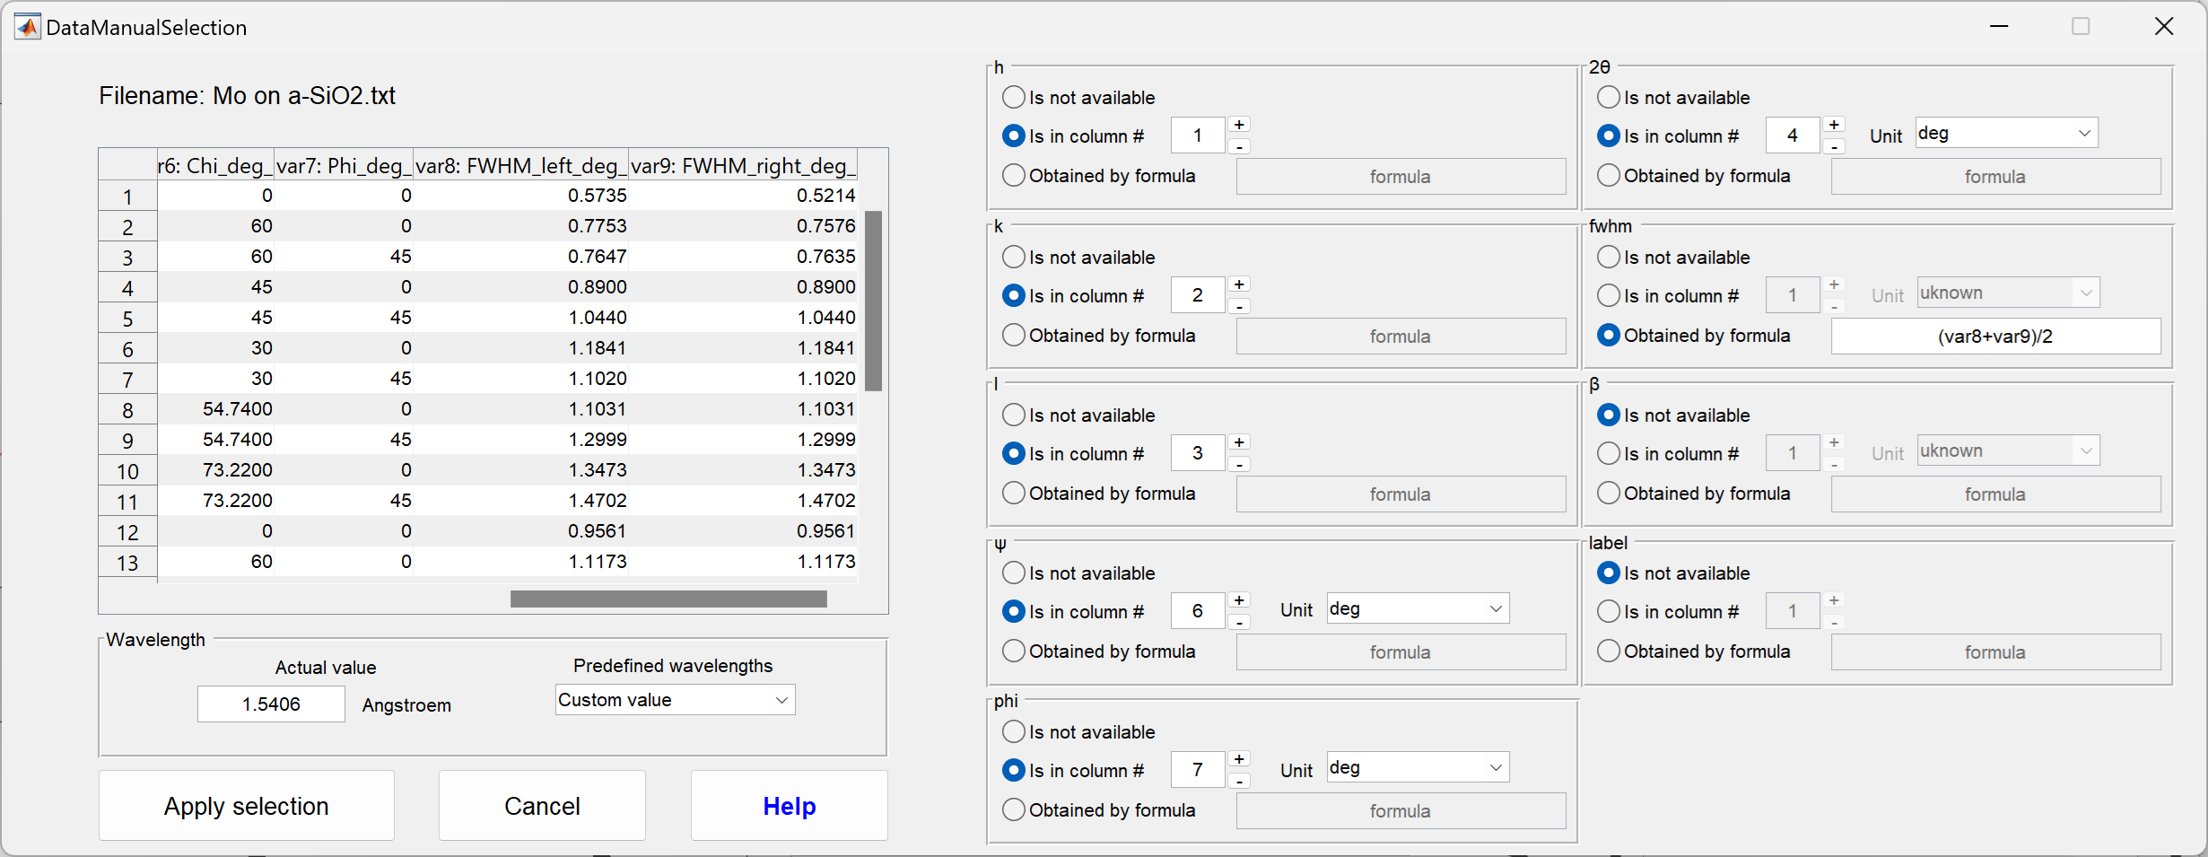 DataManualSelection
Filename: Mo on a-SiO2.txt
r6: Chi_deg_ var7: Phi_deg_ var8: FWHM_left_deg_ var9: FWHM_right_deg_
1 0 0 0.5735 0.5214
2 60 0 0.7753 0.7576
3 60 45 0.7647 0.7635
4 45 0 0.8900 0.8900
5 45 45 1.0440 1.0440
6 30 0 1.1841 1.1841
7 30 45 1.1020 1.1020
8 54.7400 0 1.1031 1.1031
9 54.7400 45 1.2999 1.2999
10 73.2200 0 1.3473 1.3473
11 73.2200 45 1.4702 1.4702
12 0 0 0.9561 0.9561
13 60 0 1.1173 1.1173
Wavelength
Actual value Predefined wavelengths
1.5406 Angstroem Custom value
Apply selection Cancel Help
h
Is not available
Is in column # 1 + -
Obtained by formula formula
k
Is not available
Is in column # 2 + -
Obtained by formula formula
l
Is not available
Is in column # 3 + -
Obtained by formula formula
ψ
Is not available
Is in column # 6 + - Unit deg
Obtained by formula formula
phi
Is not available
Is in column # 7 + - Unit deg
Obtained by formula formula
2θ
Is not available
Is in column # 4 + - Unit deg
Obtained by formula formula
fwhm
Is not available
Is in column # 1 + - Unit uknown
Obtained by formula (var8+var9)/2
β
Is not available
Is in column # 1 + - Unit uknown
Obtained by formula formula
label
Is not available
Is in column # 1 + -
Obtained by formula formula